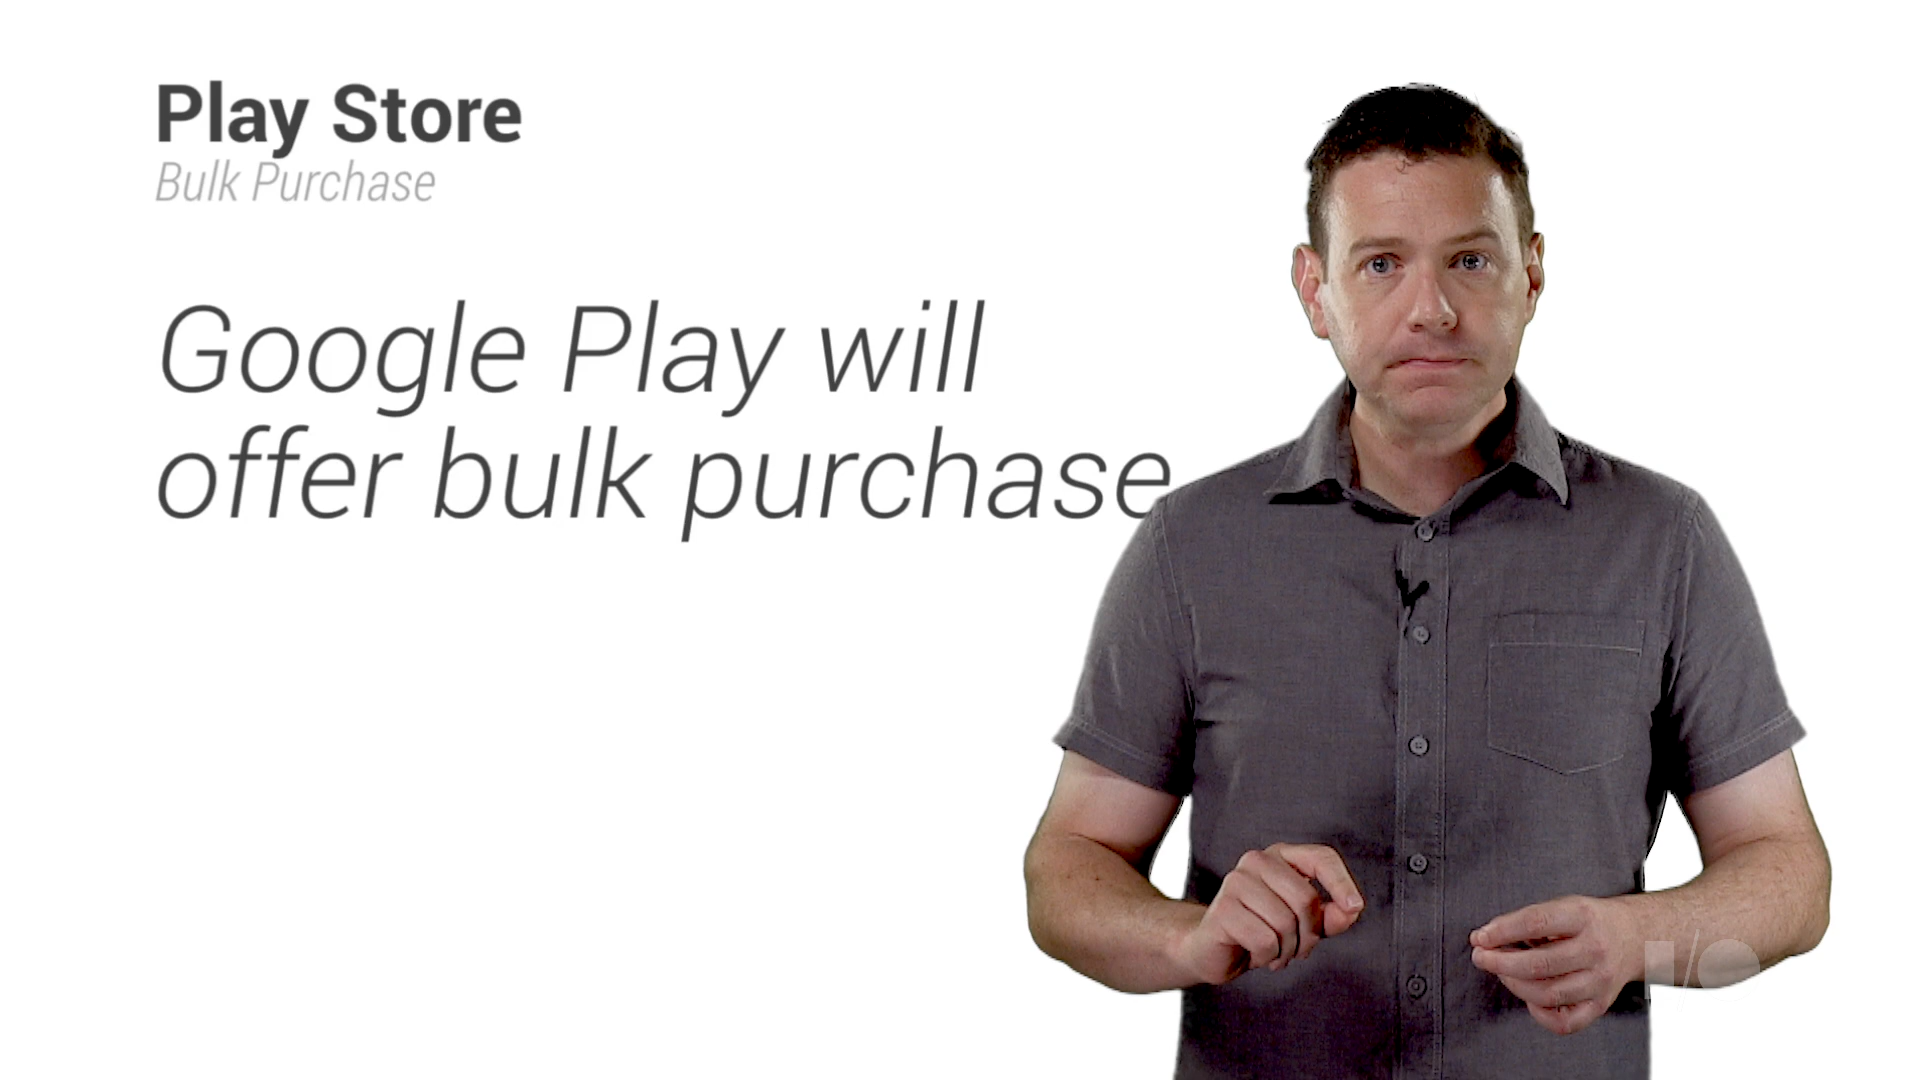 Play Store
Bulk Purchase
Google Play will
offer bulk purchase
I/O